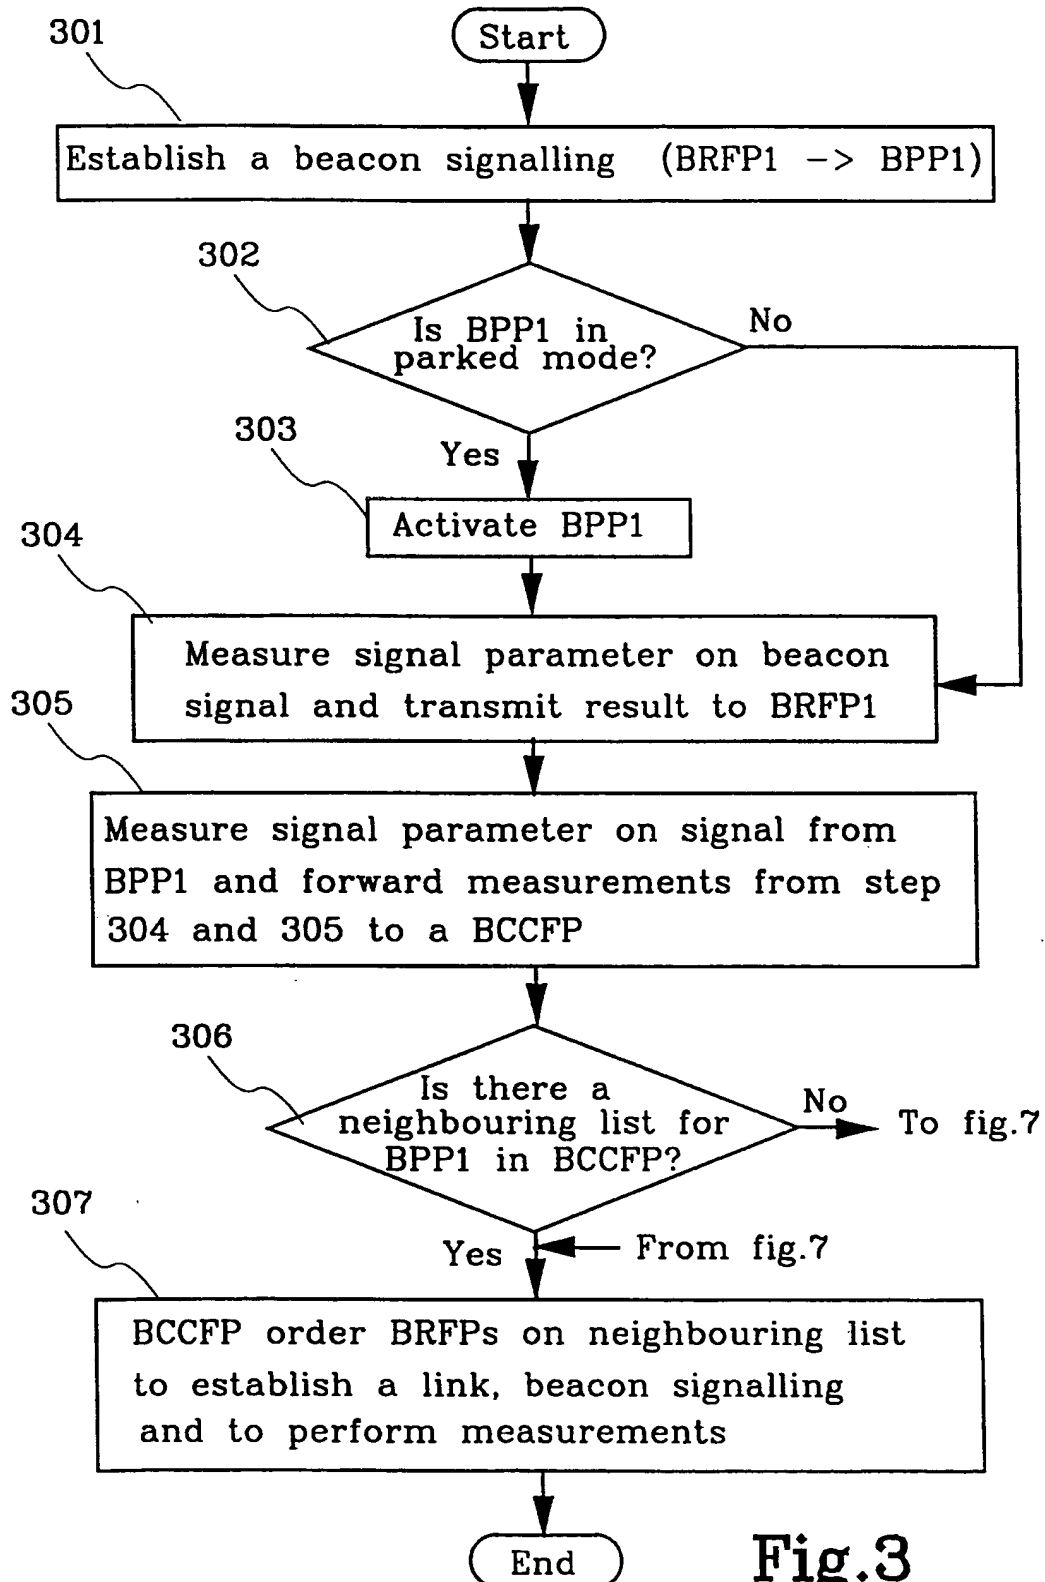 Start
301
Establish a beacon signalling (BRFP1 -> BPP1)
302
Is BPP1 in
parked mode?
No
Yes
303
Activate BPP1
304
Measure signal parameter on beacon
signal and transmit result to BRFP1
305
Measure signal parameter on signal from
BPP1 and forward measurements from step
304 and 305 to a BCCFP
306
Is there a
neighbouring list for
BPP1 in BCCFP?
No
To fig.7
Yes
From fig.7
307
BCCFP order BRFPs on neighbouring list
to establish a link, beacon signalling
and to perform measurements
End
Fig.3